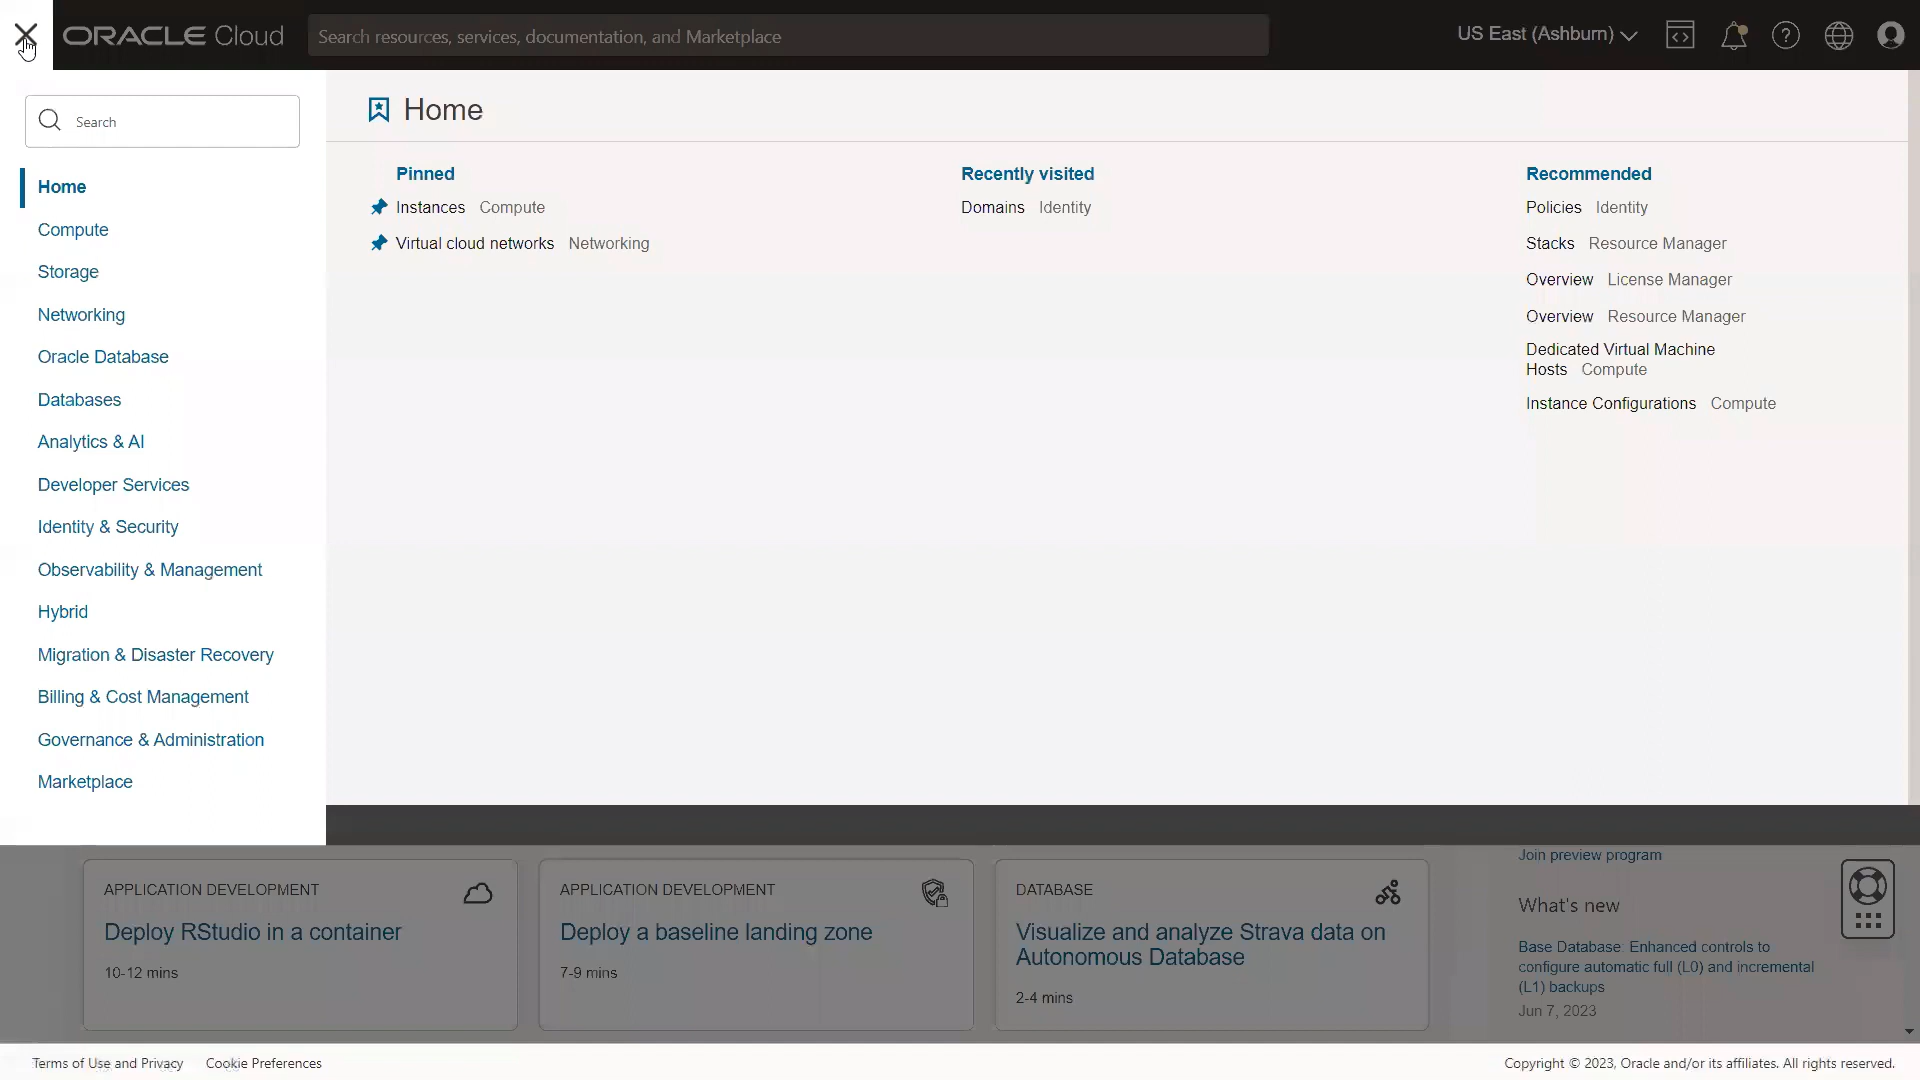 ORACLE Cloud
Search resources, services, documentation, and Marketplace
US East (Ashburn)
Search
Home
Compute
Storage
Networking
Oracle Database
Databases
Analytics & AI
Developer Services
Identity & Security
Observability & Management
Hybrid
Migration & Disaster Recovery
Billing & Cost Management
Governance & Administration
Marketplace
Home
Pinned
Instances Compute
Virtual cloud networks Networking
Recently visited
Domains Identity
Recommended
Policies Identity
Stacks Resource Manager
Overview License Manager
Overview Resource Manager
Dedicated Virtual Machine
Hosts Compute
Instance Configurations Compute
APPLICATION DEVELOPMENT
Deploy RStudio in a container
10-12 mins
APPLICATION DEVELOPMENT
Deploy a baseline landing zone
7-9 mins
DATABASE
Visualize and analyze Strava data on
Autonomous Database
2-4 mins
Join preview program
What's new
Base Database: Enhanced controls to
configure automatic full (L0) and incremental
(L1) backups
Jun 7, 2023
Terms of Use and Privacy Cookie Preferences
Copyright © 2023, Oracle and/or its affiliates. All rights reserved.